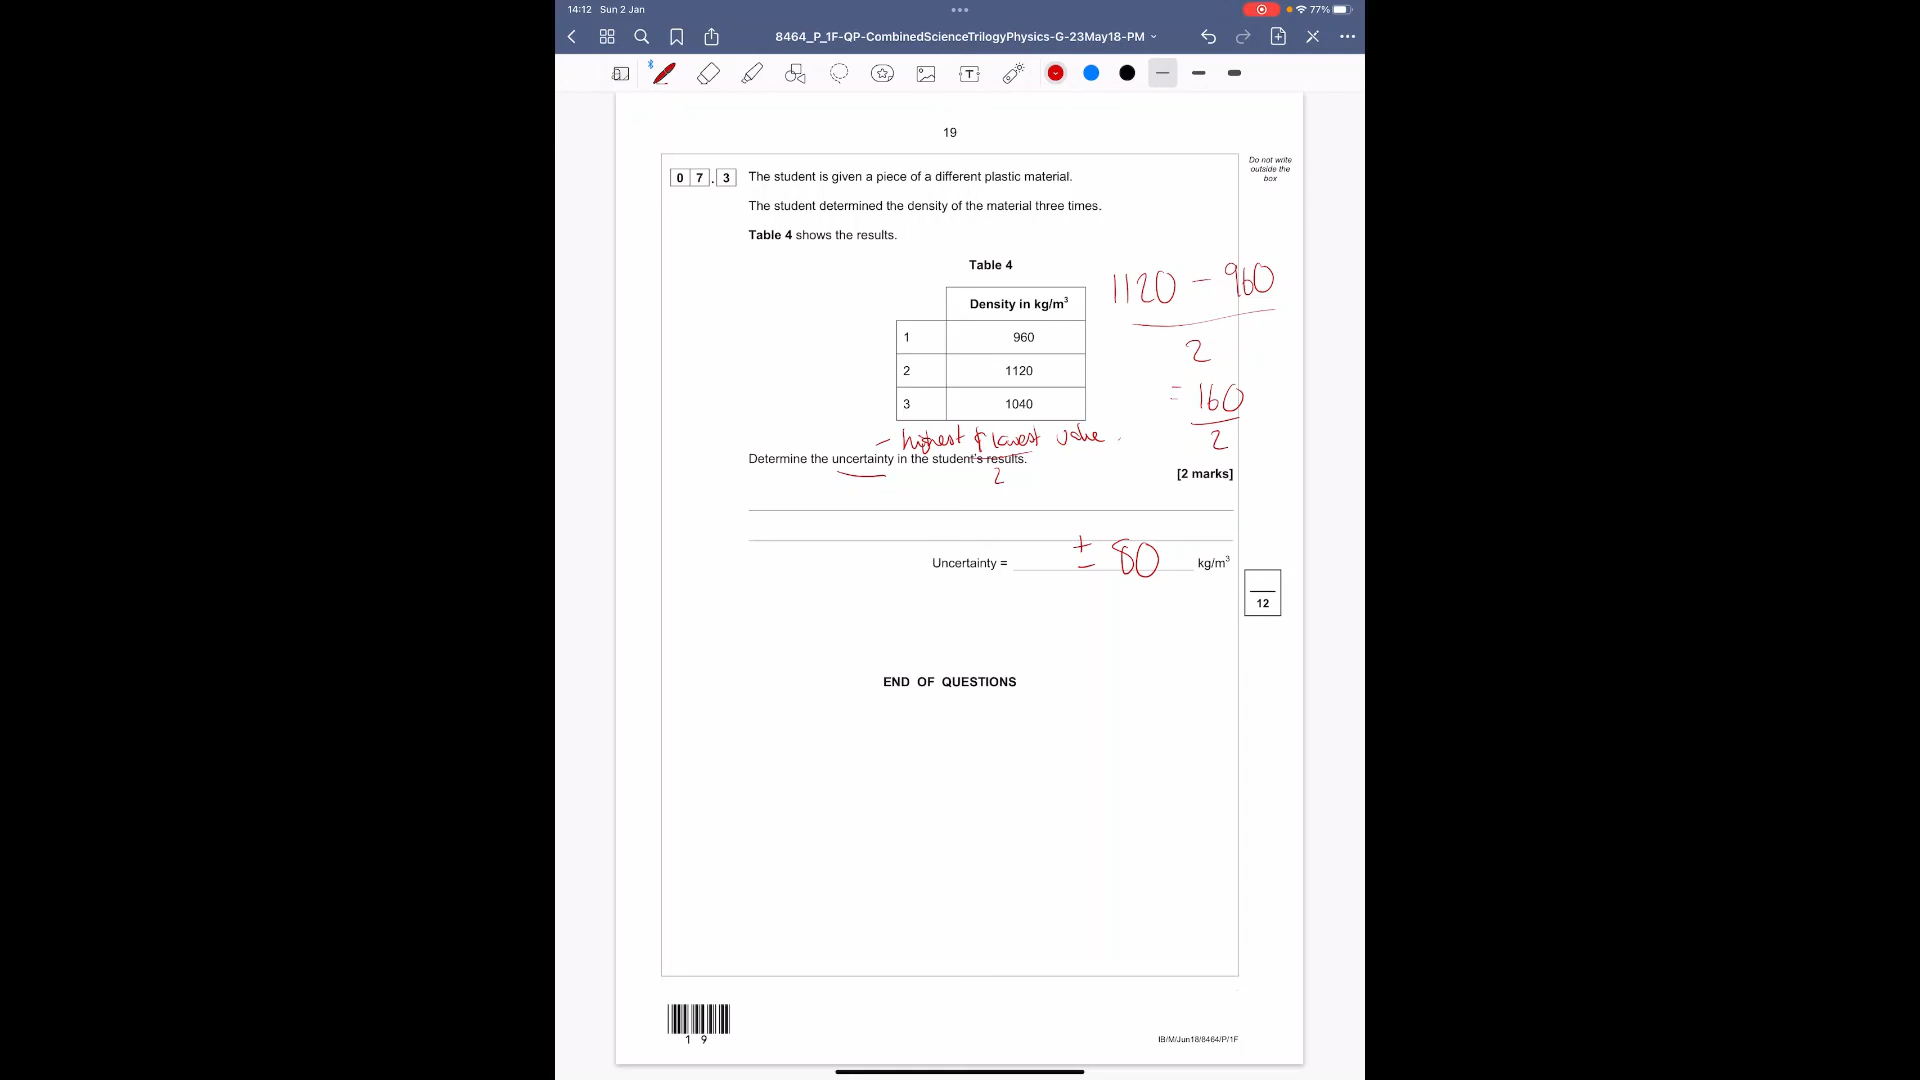 14:12 Sun 2 Jan
77%
8464_P_1F-QP-CombinedScienceTrilogyPhysics-G-23May18-PM
T
19
Do not write
outside the
box
0 7 . 3 The student is given a piece of a different plastic material.
The student determined the density of the material three times.
Table 4 shows the results.
Table 4
1120 - 960
Density in kg/m³
1 960
2
2 1120
= 160
3 1040
2
- highest & lowest value
Determine the uncertainty in the student's results.
2
[2 marks]
Uncertainty = ± 80 kg/m³
12
END OF QUESTIONS
1 9
IB/M/Jun18/8464/P/1F